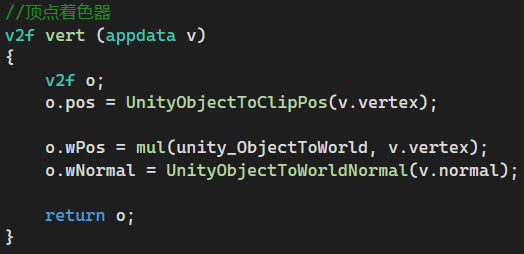 //顶点着色器
v2f vert (appdata v)
{
    v2f o;
    o.pos = UnityObjectToClipPos(v.vertex);

    o.wPos = mul(unity_ObjectToWorld, v.vertex);
    o.wNormal = UnityObjectToWorldNormal(v.normal);

    return o;
}